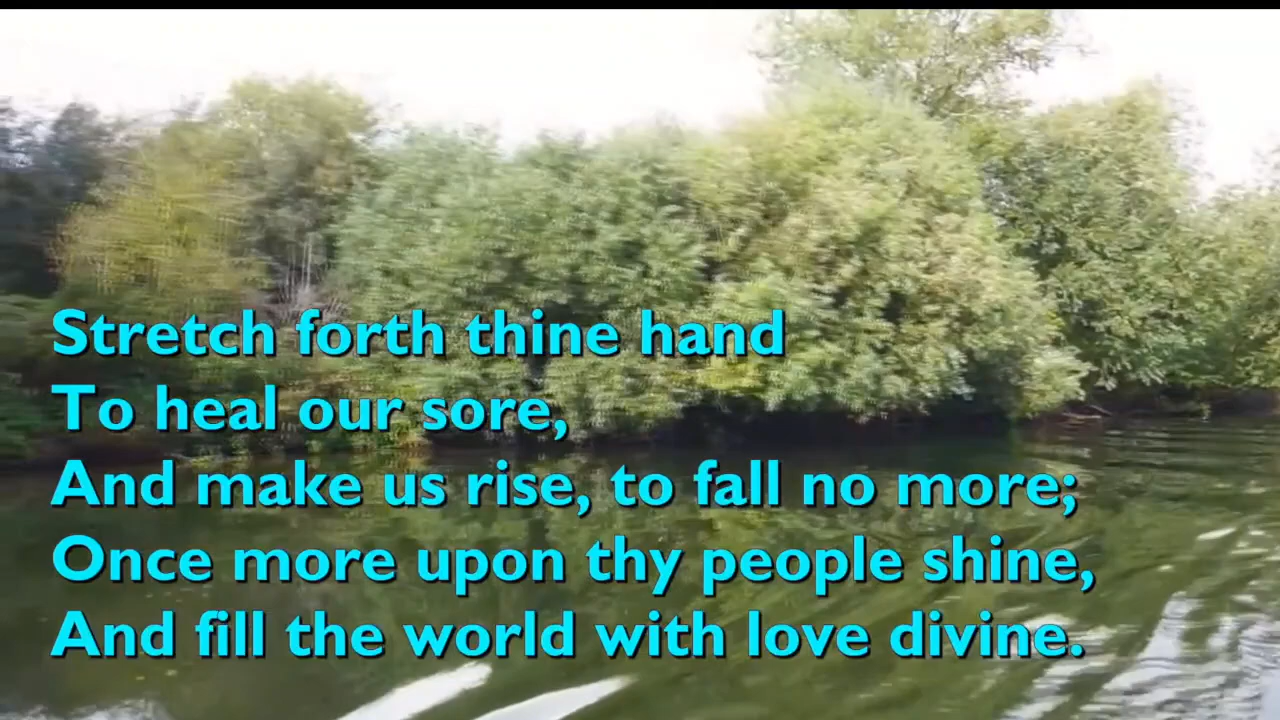 Stretch forth thine hand
To heal our sore,
And make us rise, to fall no more;
Once more upon thy people shine,
And fill the world with love divine.